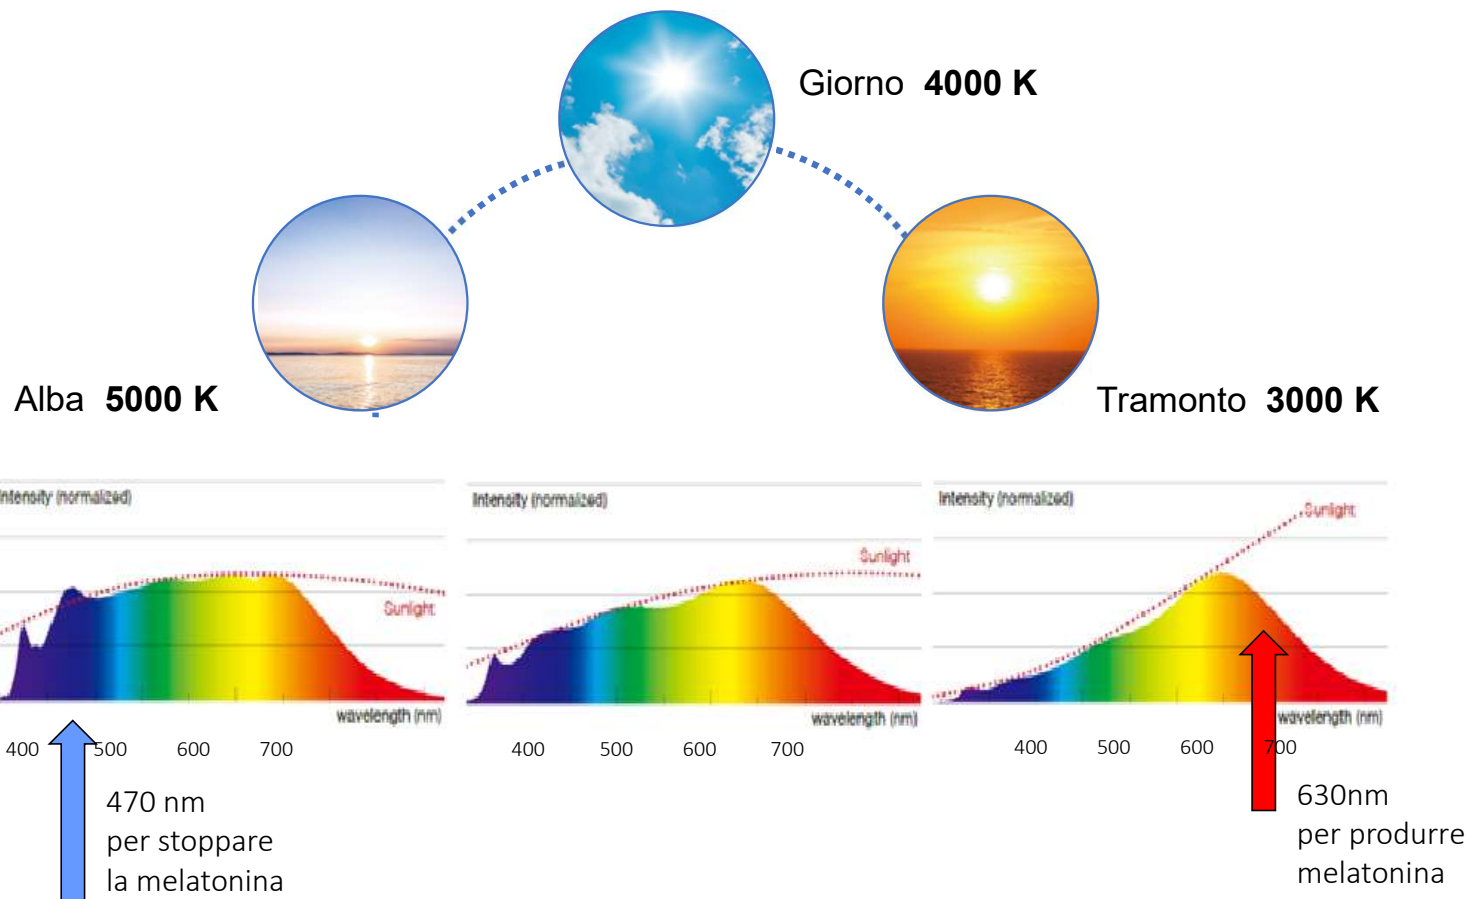 Giorno 4000 K
Alba 5000 K
Tramonto 3000 K
Intensity (normalized)
Sunlight
wavelength (nm)
400 500 600 700
470 nm
per stoppare
la melatonina
Intensity (normalized)
Sunlight
wavelength (nm)
400 500 600 700
Intensity (normalized)
Sunlight
wavelength (nm)
400 500 600 700
630nm
per produrre
melatonina